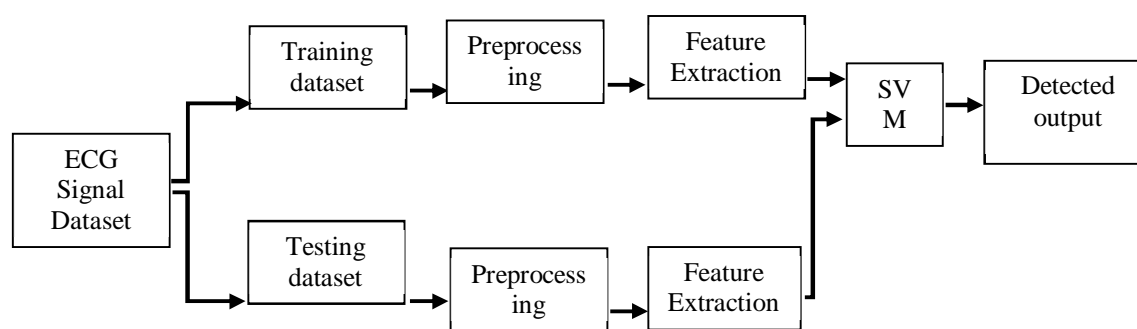 Training
dataset
Preprocess
ing
Feature
Extraction
SV
M
Detected
output
ECG
Signal
Dataset
Testing
dataset
Preprocess
ing
Feature
Extraction